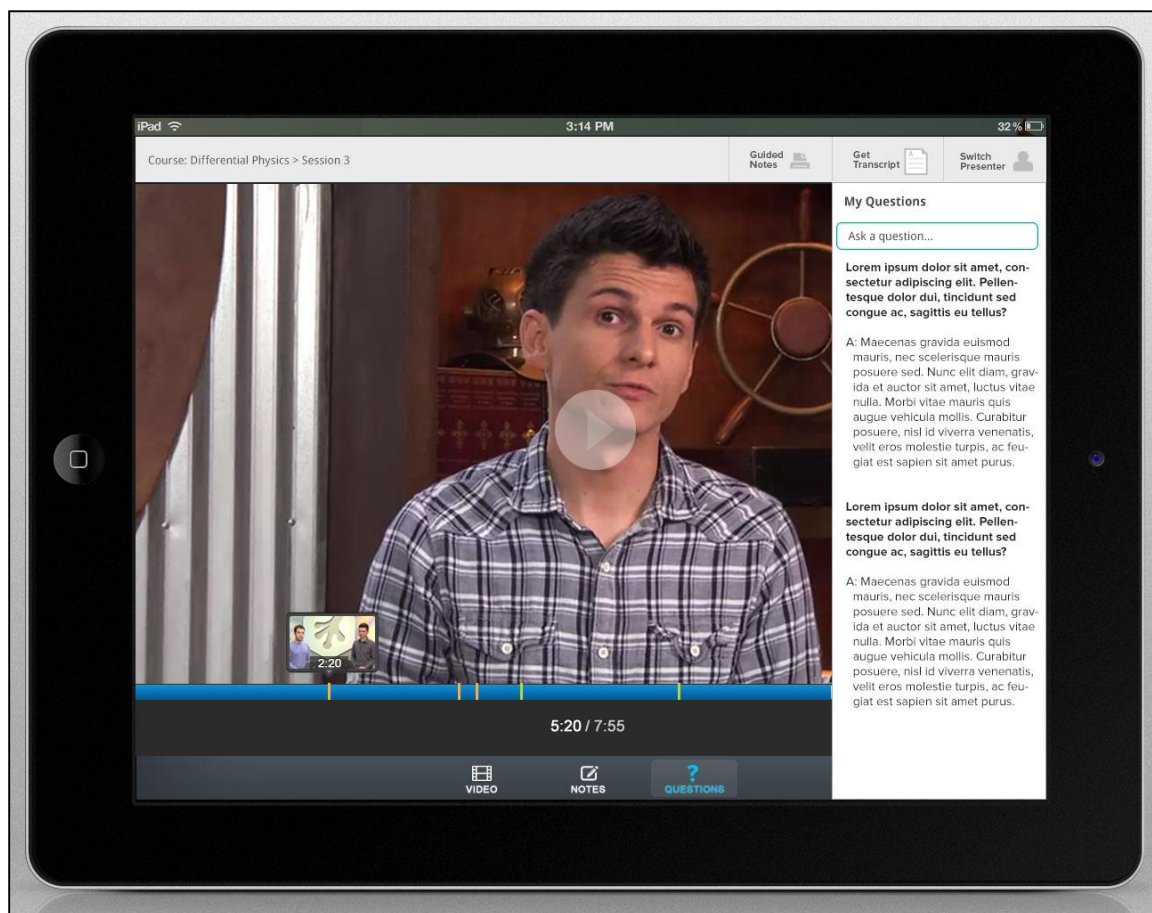 iPad
3:14 PM
32%
Course: Differential Physics > Session 3
Guided
Notes
Get
Transcript
A
Switch
Presenter
My Questions
Ask a question...
Lorem ipsum dolor sit amet, con-
sectetur adipiscing elit. Pellen-
tesque dolor dui, tincidunt sed
congue ac, sagittis eu tellus?
A: Maecenas gravida euismod
mauris, nec scelerisque mauris
posuere sed. Nunc elit diam, grav-
ida et auctor sit amet, luctus vitae
nulla. Morbi vitae mauris quis
augue vehicula mollis. Curabitur
posuere, nisl id viverra venenatis,
velit eros molestie turpis, ac feu-
giat est sapien sit amet purus.
Lorem ipsum dolor sit amet, con-
sectetur adipiscing elit. Pellen-
tesque dolor dui, tincidunt sed
congue ac, sagittis eu tellus?
A: Maecenas gravida euismod
mauris, nec scelerisque mauris
posuere sed. Nunc elit diam, grav-
ida et auctor sit amet, luctus vitae
nulla. Morbi vitae mauris quis
augue vehicula mollis. Curabitur
posuere, nisl id viverra venenatis,
velit eros molestie turpis, ac feu-
giat est sapien sit amet purus.
2:20
5:20 / 7:55
VIDEO
NOTES
?
QUESTIONS